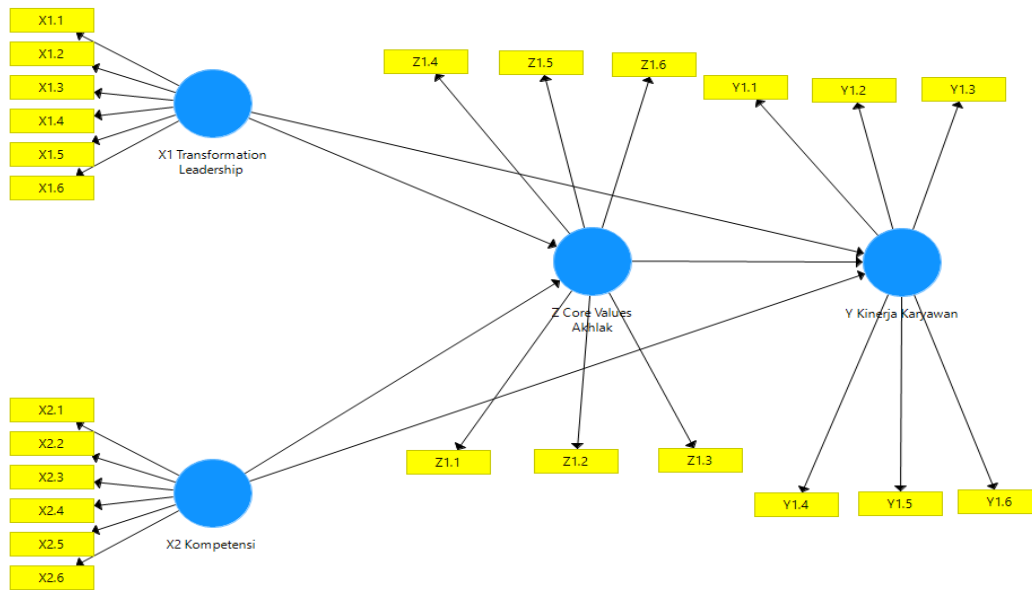 X1.1
X1.2
X1.3
X1.4
X1.5
X1.6
X1 Transformation
Leadership
Z1.4
Z1.5
Z1.6
Y1.1
Y1.2
Y1.3
Z Core Values
Akhlak
Y Kinerja Karyawan
X2.1
X2.2
X2.3
X2.4
X2.5
X2.6
X2 Kompetensi
Z1.1
Z1.2
Z1.3
Y1.4
Y1.5
Y1.6